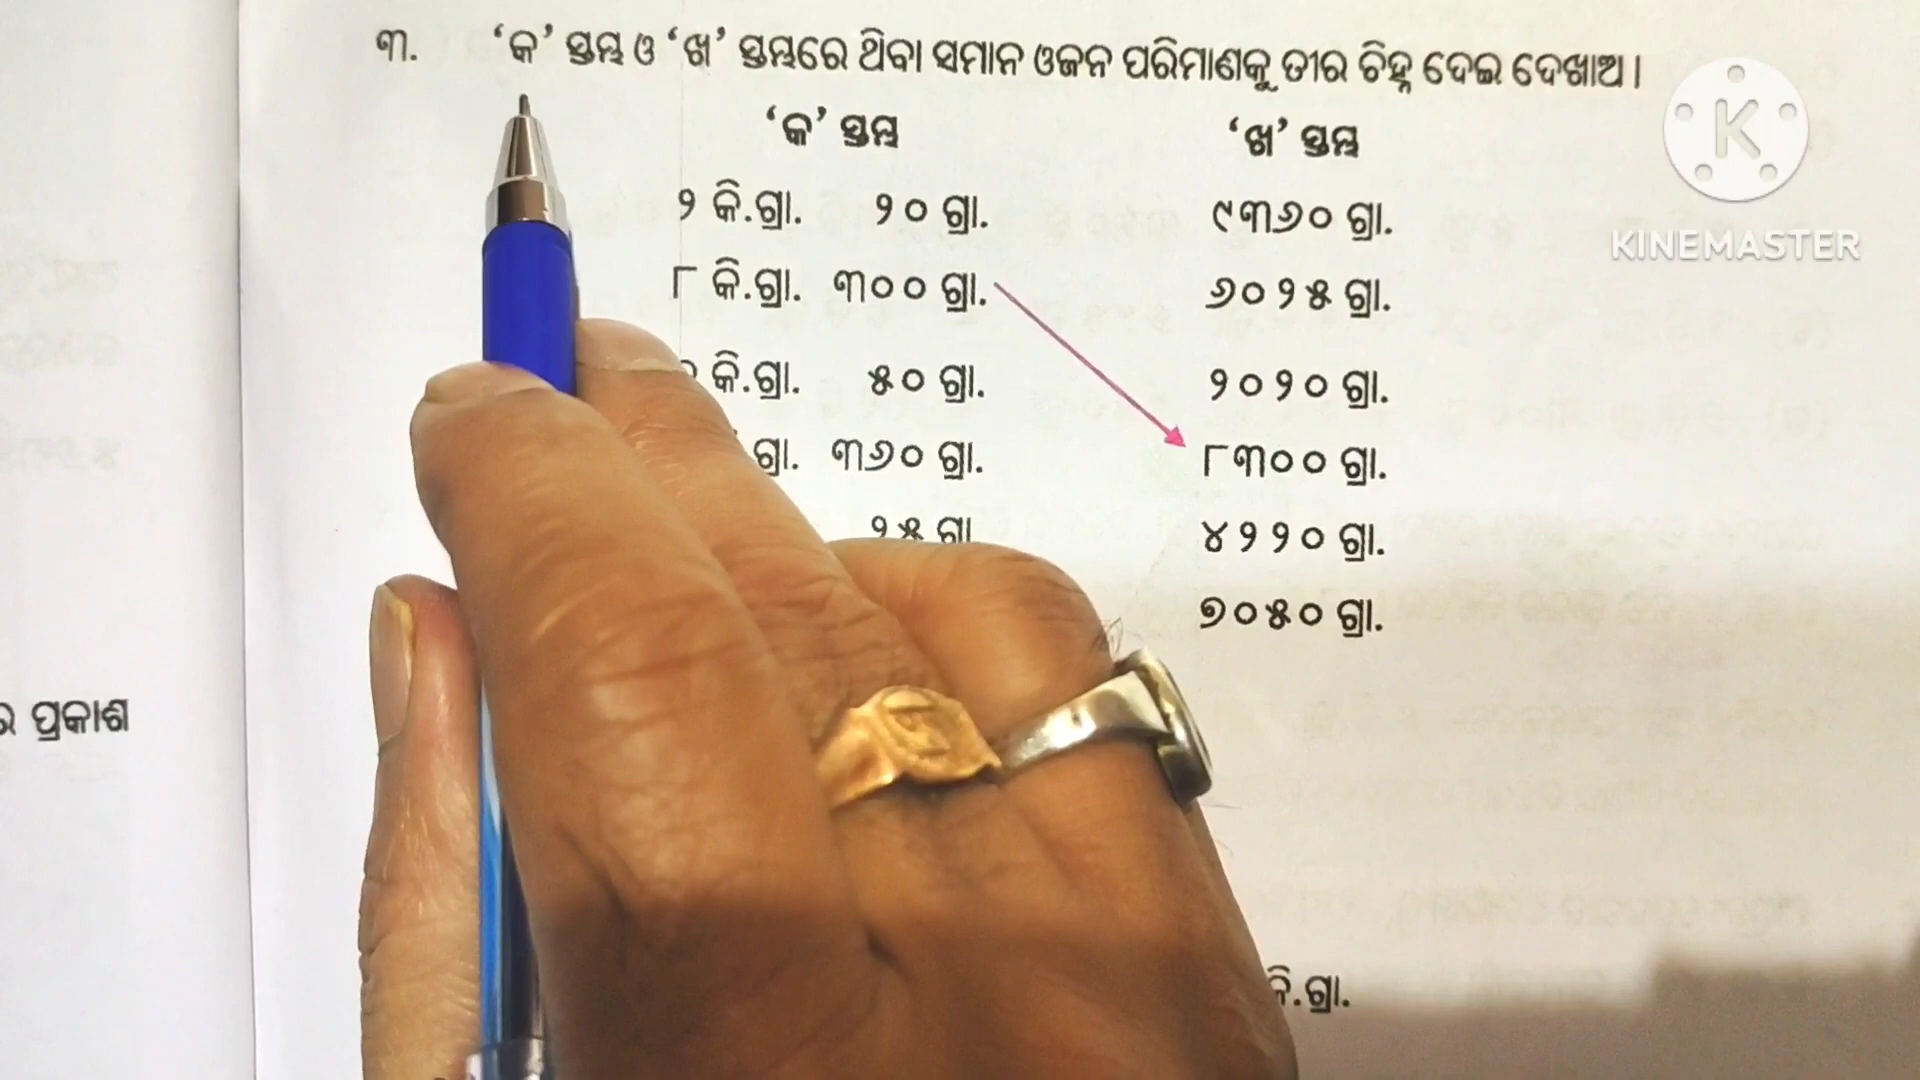 ୩. ‘କ’ ସ୍ତମ୍ଭ ଓ ‘ଖ’ ସ୍ତମ୍ଭରେ ଥିବା ସମାନ ଓଜନ ପରିମାଣକୁ ତୀର ଚିହ୍ନ ଦେଇ ଦେଖାଅ।
‘କ’ ସ୍ତମ୍ଭ ‘ଖ’ ସ୍ତମ୍ଭ
୨ କି.ଗ୍ରା. ୨୦ ଗ୍ରା. ୯୩୬୦ ଗ୍ରା.
୮ କି.ଗ୍ରା. ୩୦୦ ଗ୍ରା. ୬୦୨୫ ଗ୍ରା.
କି.ଗ୍ରା. ୫୦ ଗ୍ରା. ୨୦୨୦ ଗ୍ରା.
ଗ୍ରା. ୩୬୦ ଗ୍ରା. ୮୩୦୦ ଗ୍ରା.
୨୫ ଗ୍ରା ୪୨୨୦ ଗ୍ରା.
୭୦୫୦ ଗ୍ରା.
ପ୍ରକାଶ
କି.ଗ୍ରା.
K
KINEMASTER